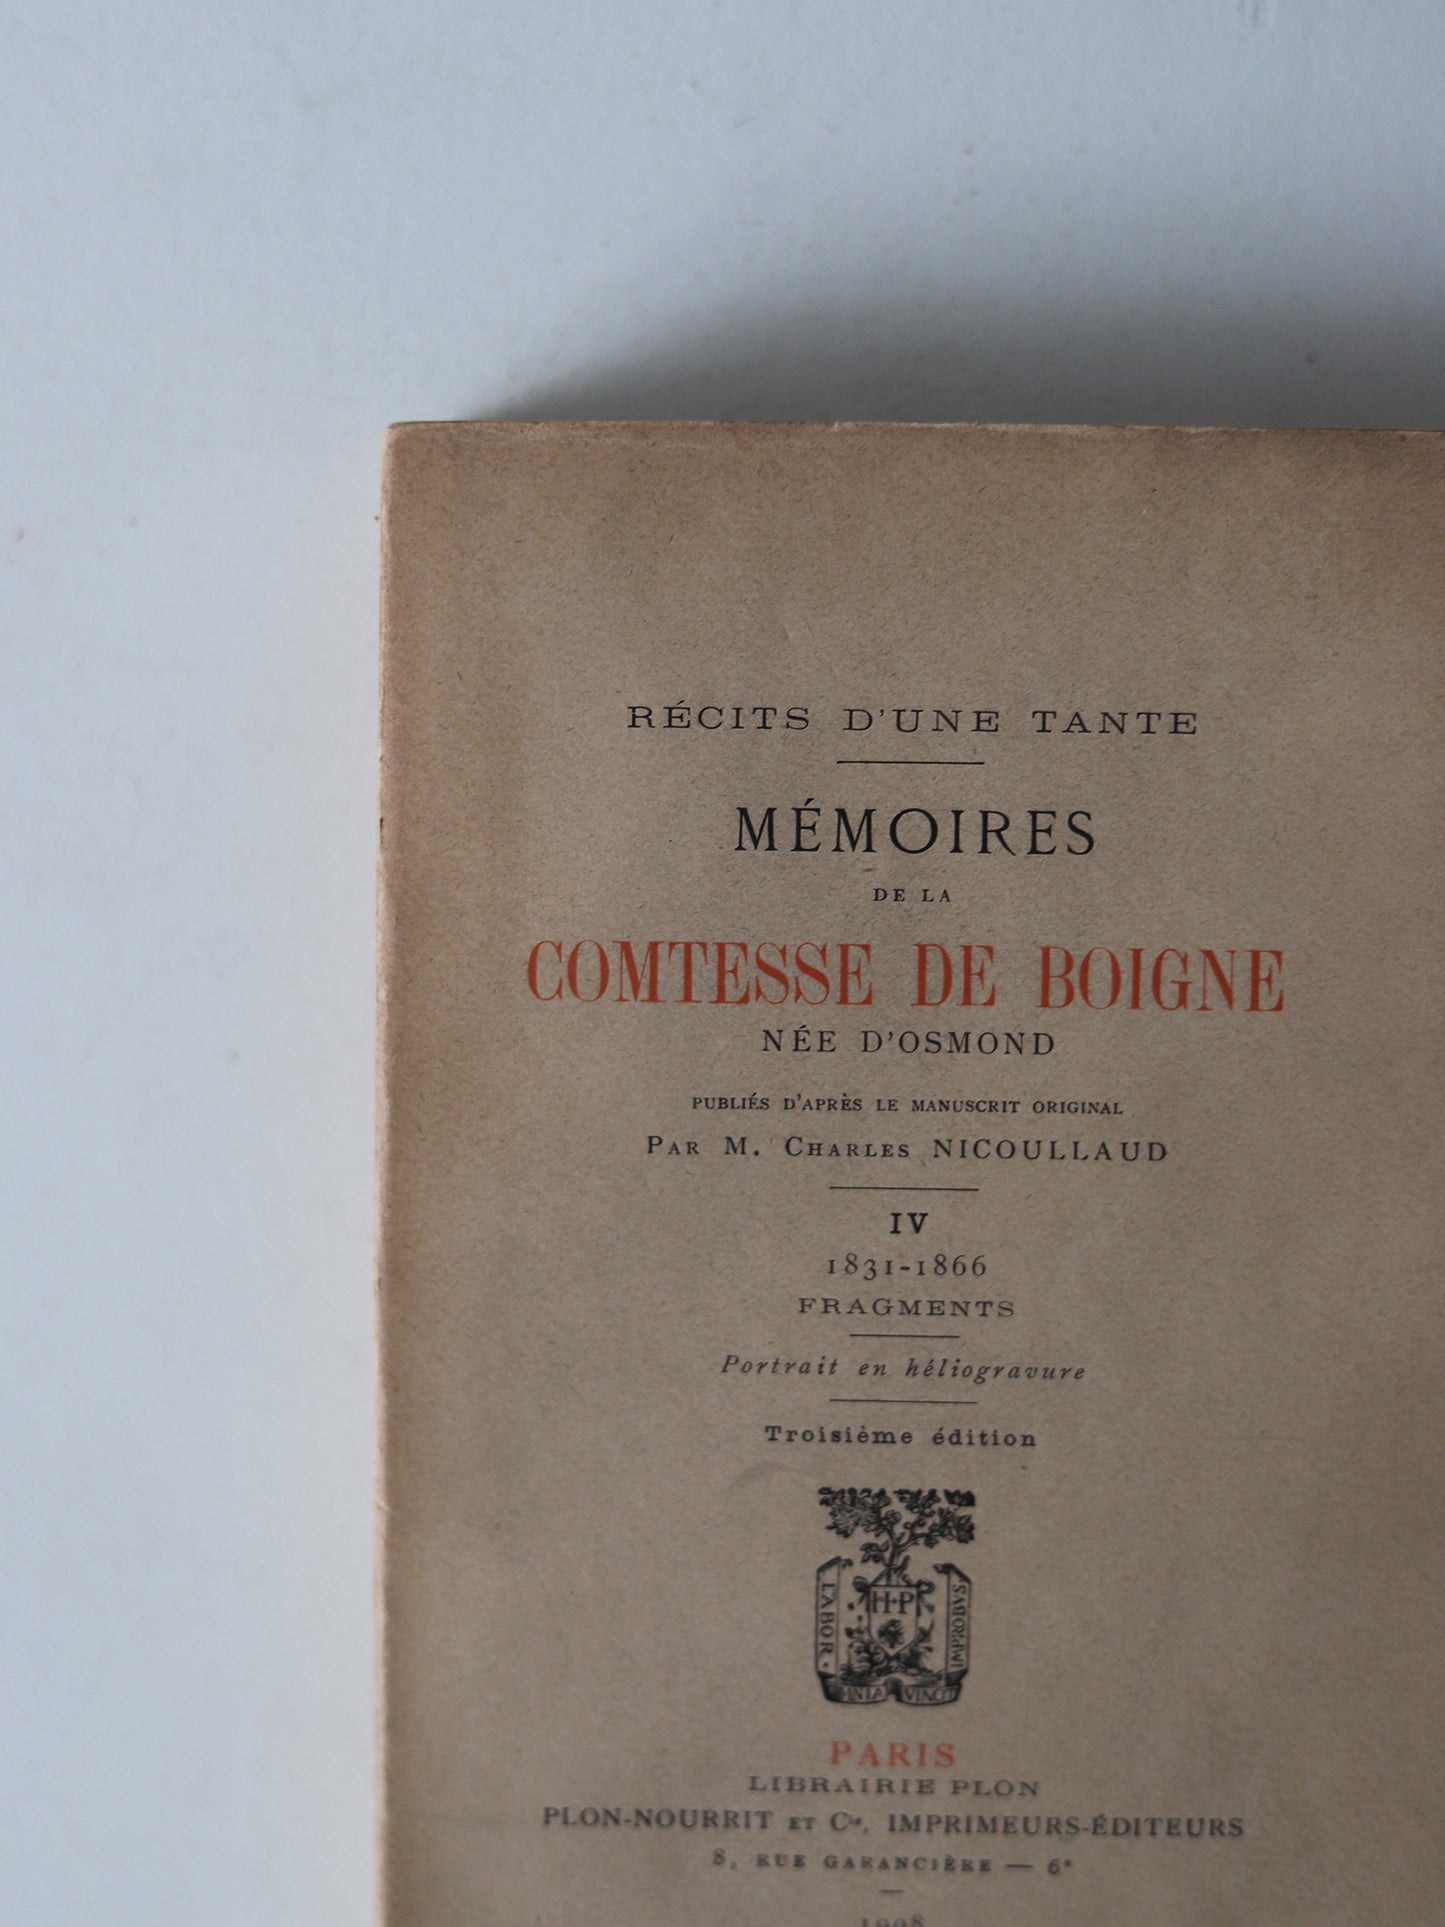 RÉCITS D'UNE TANTE
MÉMOIRES
DE LA
COMTESSE DE BOIGNE
NÉE D'OSMOND
PUBLIÉS D'APRÈS LE MANUSCRIT ORIGINAL
PAR M. CHARLES NICOULLAUD
IV
1831-1866
FRAGMENTS
Portrait en héliogravure
Troisième édition
H·P
LABOR·
IMPROBVS
VINCIT
PARIS
LIBRAIRIE PLON
PLON-NOURRIT ET Cie, IMPRIMEURS-ÉDITEURS
8, RUE GARANCIÈRE — 6e
1908